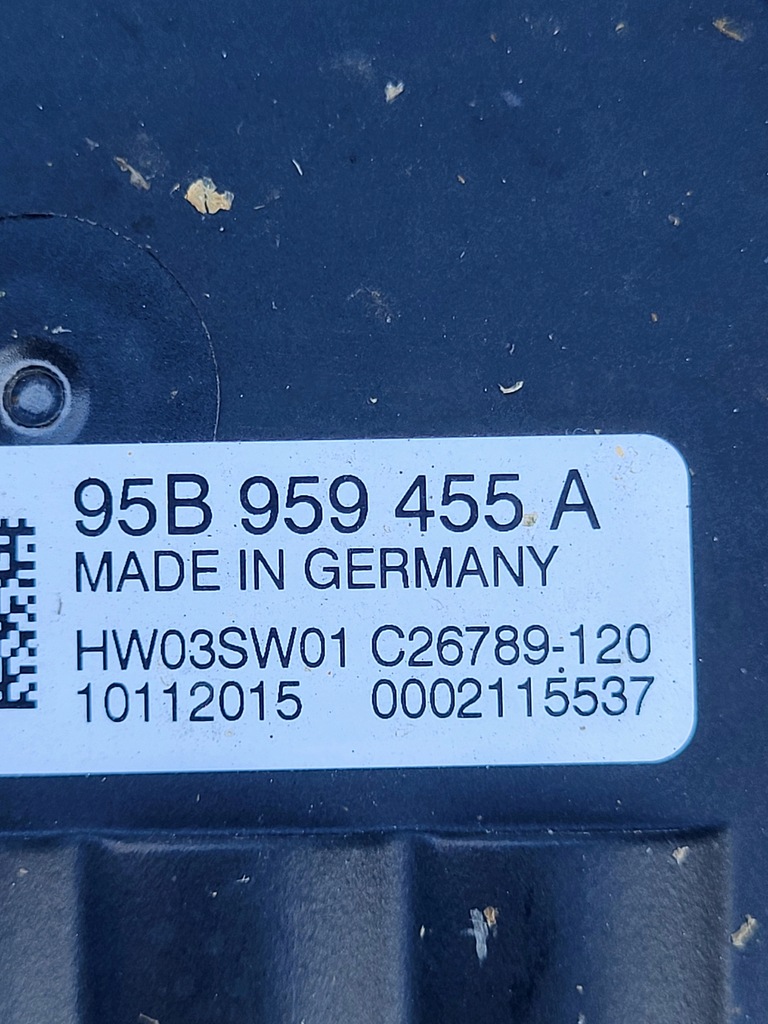 95B 959 455 A
MADE IN GERMANY
HW03SW01 C26789-120
10112015 0002115537